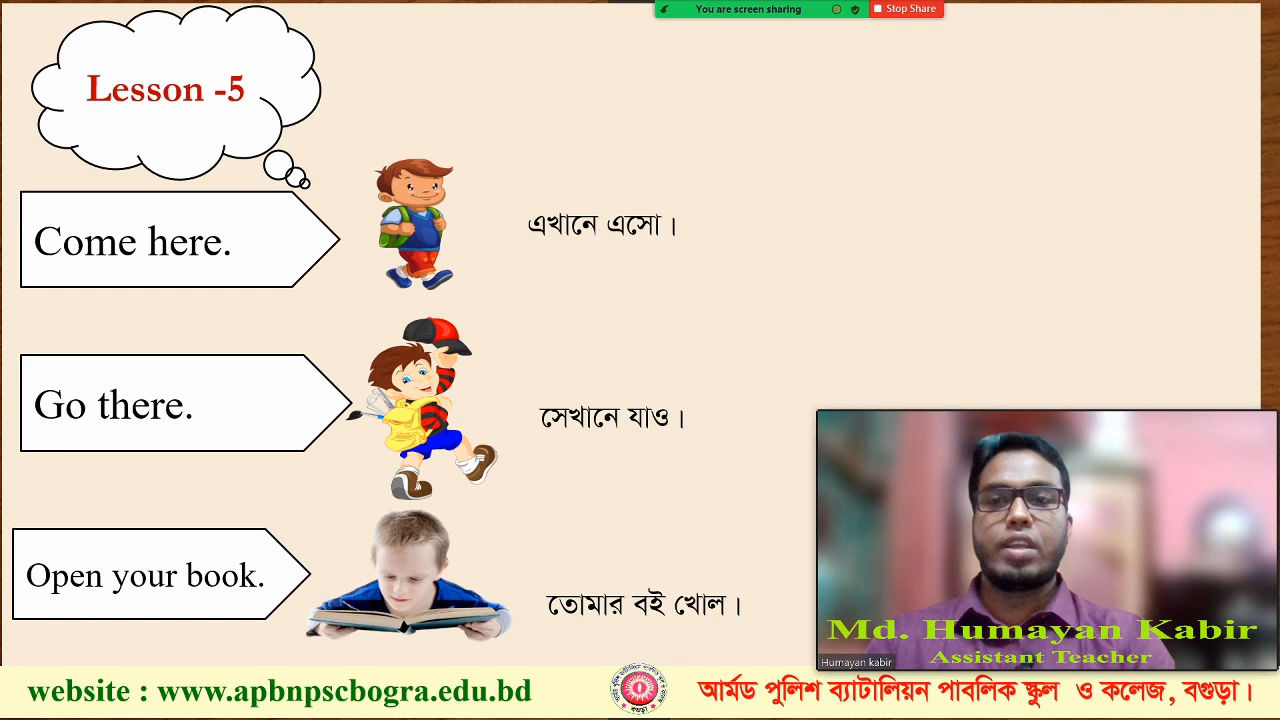 You are screen sharing
Stop Share
Lesson -5
Come here.
এখানে এসো।
Go there.
সেখানে যাও।
Open your book.
তোমার বই খোল।
Md. Humayan Kabir
Assistant Teacher
Humayan kabir
website : www.apbnpscbogra.edu.bd
বগুড়া
আর্মড পুলিশ ব্যাটালিয়ন পাবলিক স্কুল ও কলেজ, বগুড়া।